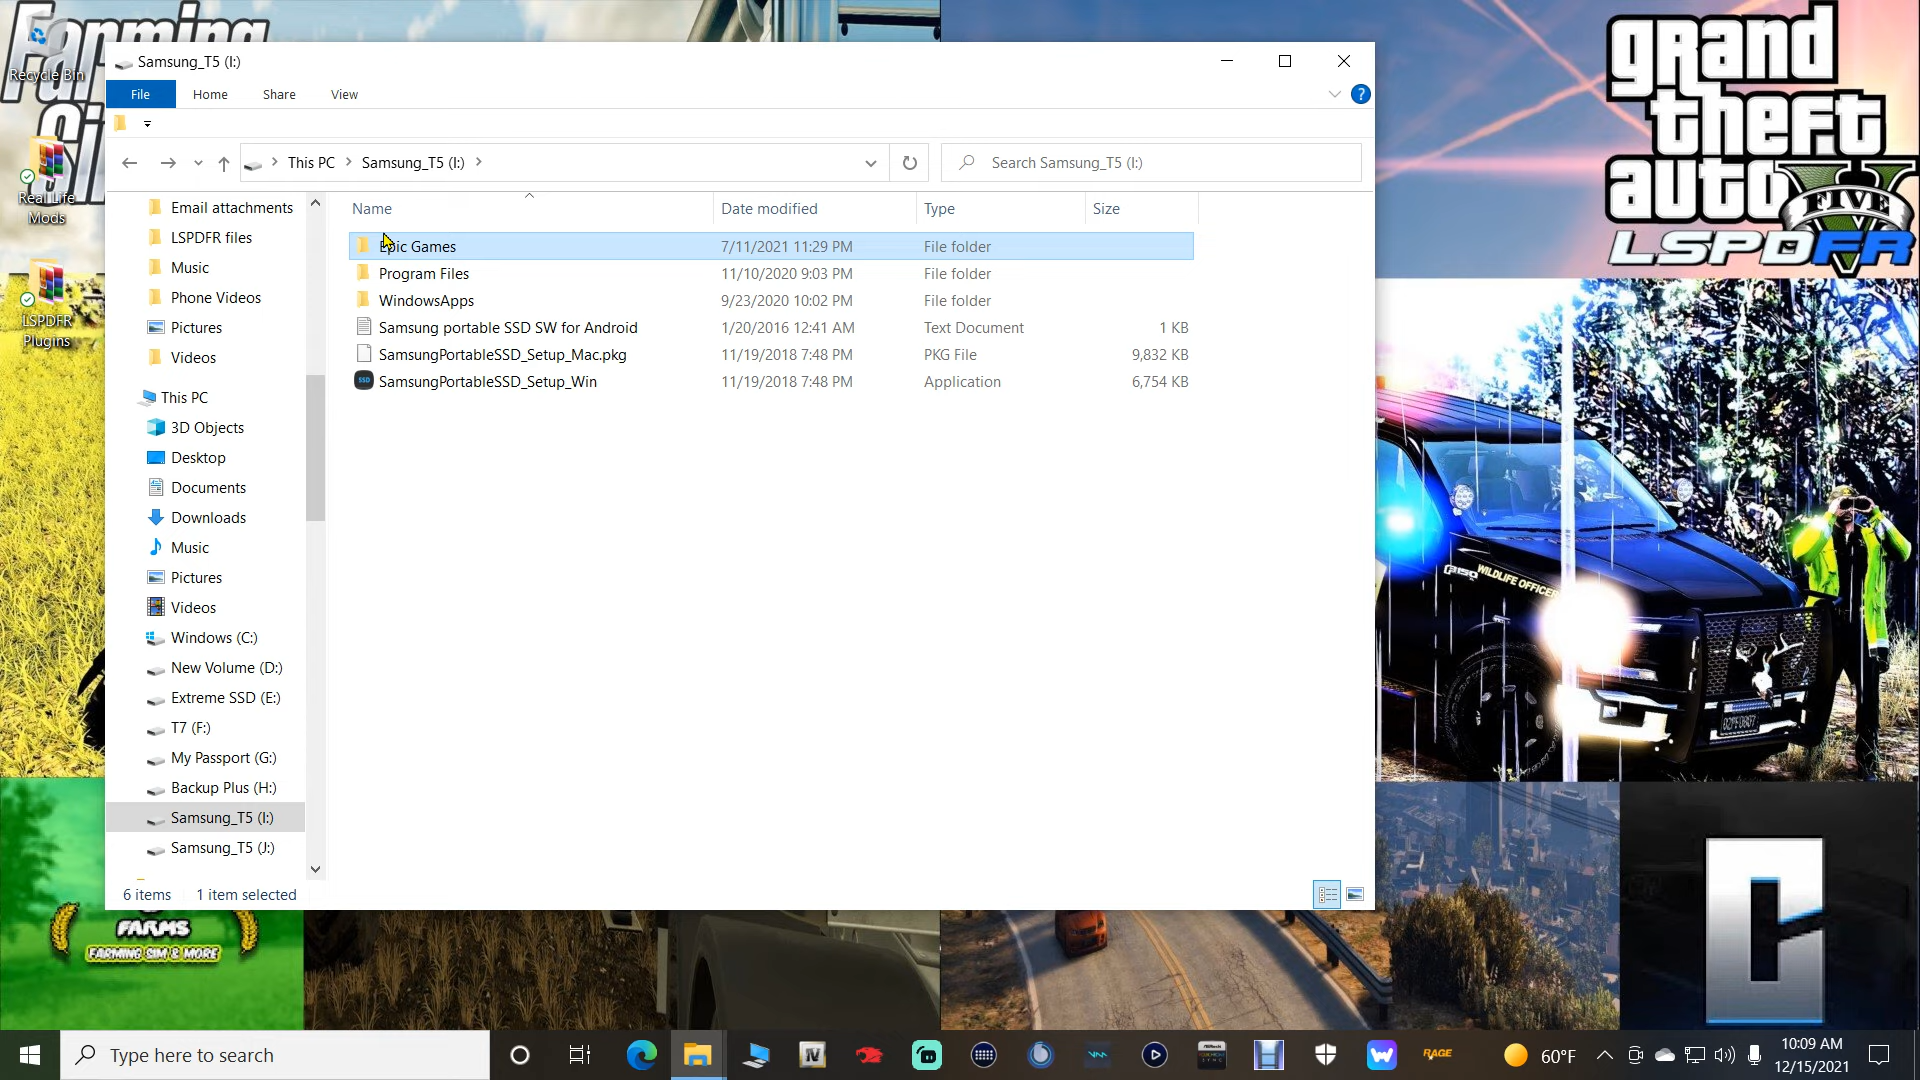 Farming
Recycle Bin
Real Life
Mods
LSPDFR
Plugins
Samsung_T5 (I:)
File
Home
Share
View
?
This PC
Samsung_T5 (I:)
Search Samsung_T5 (I:)
Email attachments
LSPDFR files
Music
Phone Videos
Pictures
Videos
This PC
3D Objects
Desktop
Documents
Downloads
Music
Pictures
Videos
Windows (C:)
New Volume (D:)
Extreme SSD (E:)
T7 (F:)
My Passport (G:)
Backup Plus (H:)
Samsung_T5 (I:)
Samsung_T5 (J:)
Name Date modified Type Size
Epic Games 7/11/2021 11:29 PM File folder
Program Files 11/10/2020 9:03 PM File folder
WindowsApps 9/23/2020 10:02 PM File folder
Samsung portable SSD SW for Android 1/20/2016 12:41 AM Text Document 1 KB
SamsungPortableSSD_Setup_Mac.pkg 11/19/2018 7:48 PM PKG File 9,832 KB
SamsungPortableSSD_Setup_Win 11/19/2018 7:48 PM Application 6,754 KB
6 items 1 item selected
grand
theft
auto
FIVE
LSPDFR
F150 WILDLIFE OFFICER
FARMS
FARMING SIM & MORE
Type here to search
IV
RAGE
60°F
10:09 AM
12/15/2021